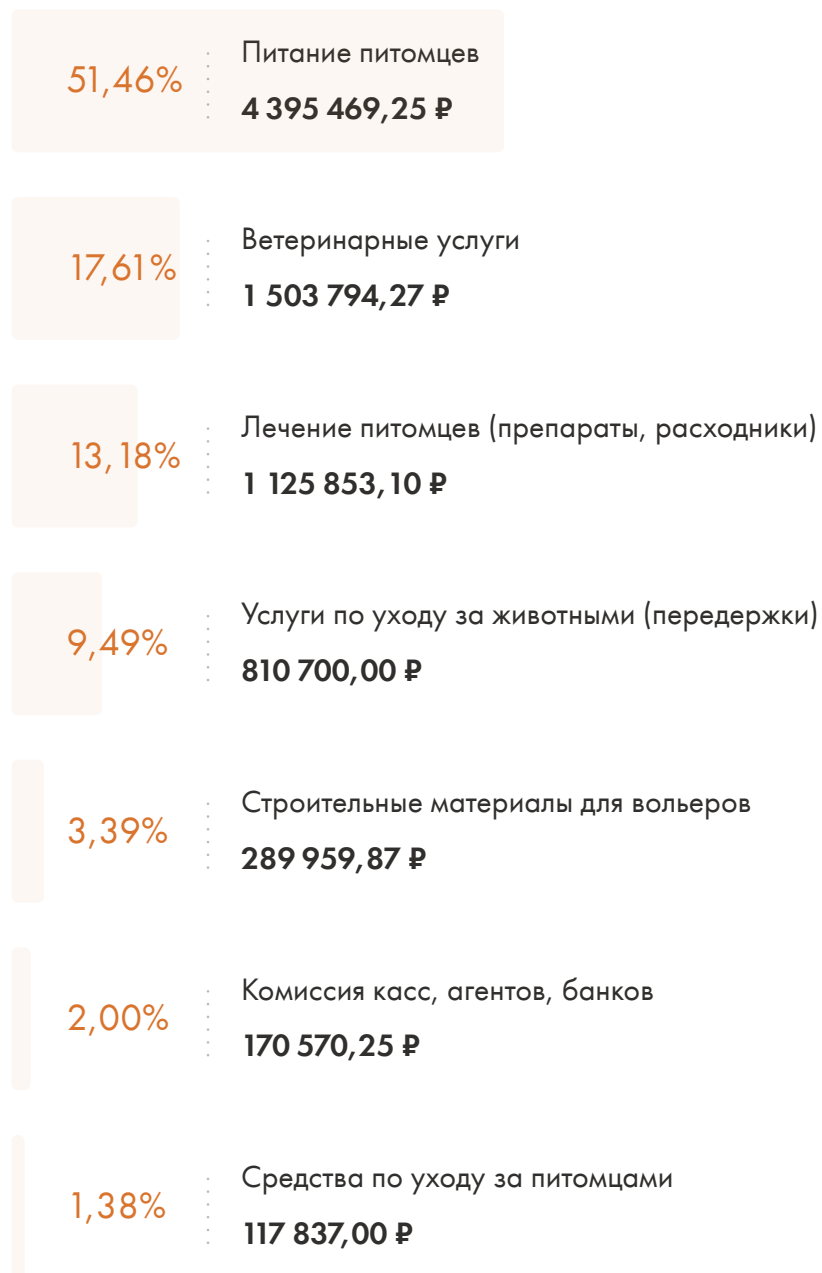 51,46%
Питание питомцев
4 395 469,25 ₽
17,61%
Ветеринарные услуги
1 503 794,27 ₽
13,18%
Лечение питомцев (препараты, расходники)
1 125 853,10 ₽
9,49%
Услуги по уходу за животными (передержки)
810 700,00 ₽
3,39%
Строительные материалы для вольеров
289 959,87 ₽
2,00%
Комиссия касс, агентов, банков
170 570,25 ₽
1,38%
Средства по уходу за питомцами
117 837,00 ₽